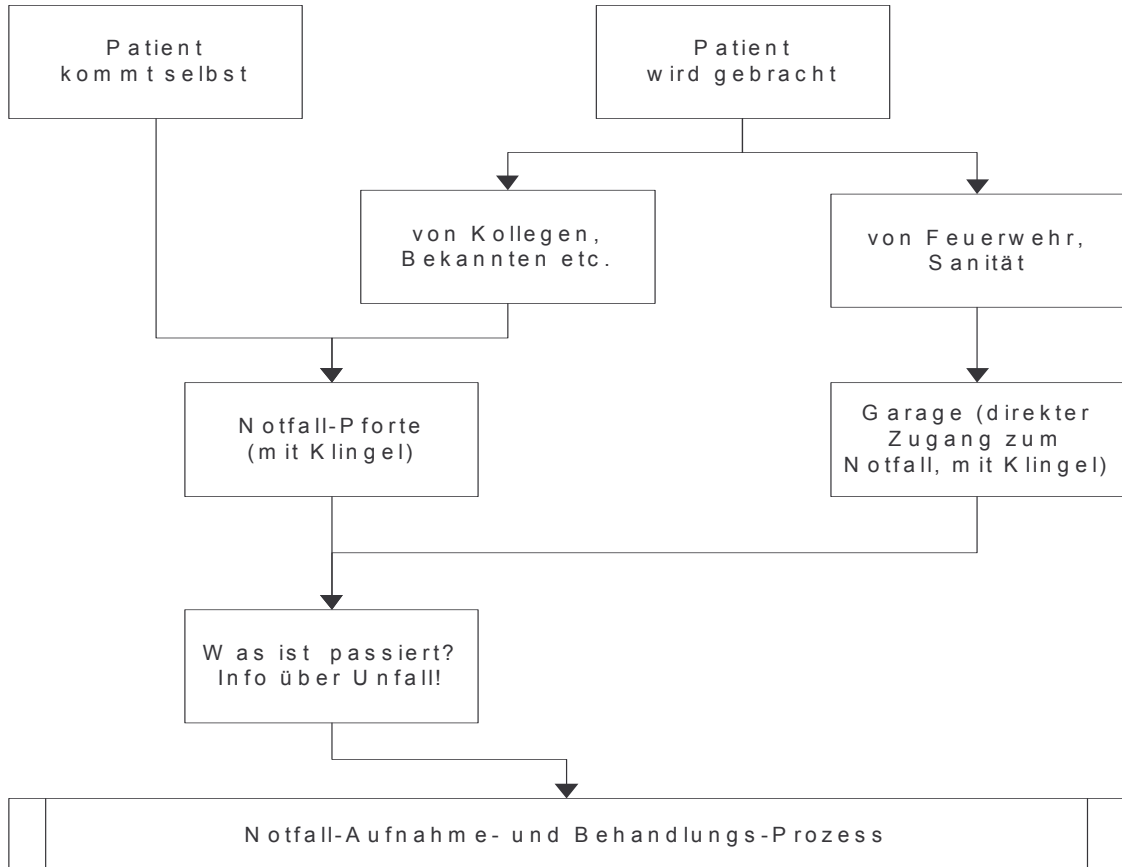 Patient
kommt selbst
Patient
wird gebracht
von Kollegen,
Bekannten etc.
von Feuerwehr,
Sanität
Notfall-Pforte
(mit Klingel)
Garage (direkter
Zugang zum
Notfall, mit Klingel)
Was ist passiert?
Info über Unfall!
Notfall-Aufnahme- und Behandlungs-Prozess